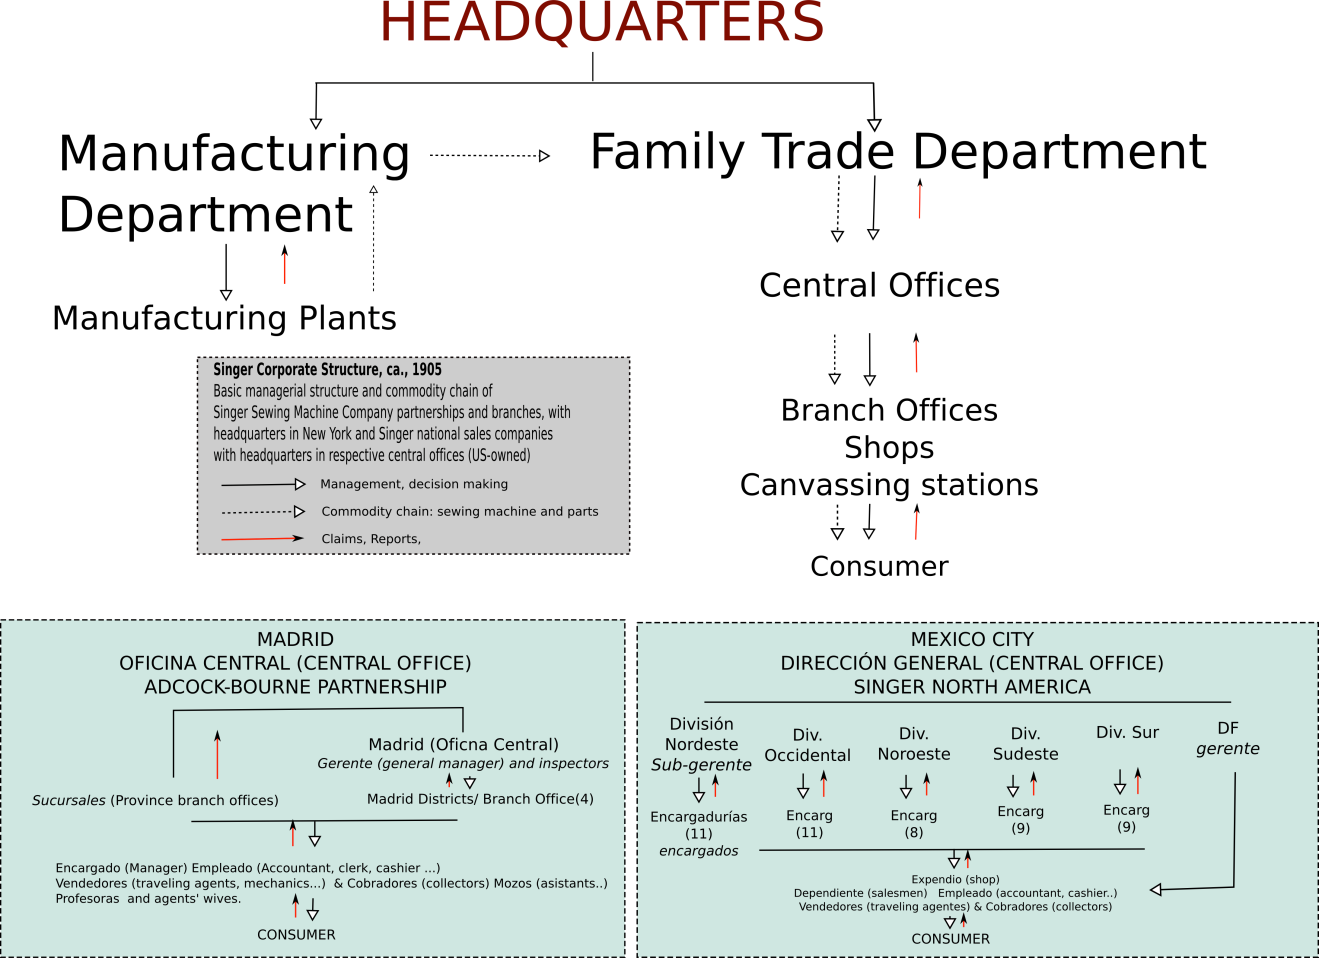 HEADQUARTERS
Manufacturing
Department
Family Trade Department
Manufacturing Plants
Central Offices
Branch Offices
Shops
Canvassing stations
Consumer
Singer Corporate Structure, ca., 1905
Basic managerial structure and commodity chain of
Singer Sewing Machine Company partnerships and branches, with
headquarters in New York and Singer national sales companies
with headquarters in respective central offices (US-owned)
Management, decision making
Commodity chain: sewing machine and parts
Claims, Reports,
MADRID
OFICINA CENTRAL (CENTRAL OFFICE)
ADCOCK-BOURNE PARTNERSHIP
Madrid (Oficna Central)
Gerente (general manager) and inspectors
Sucursales (Province branch offices)
Madrid Districts/ Branch Office(4)
Encargado (Manager) Empleado (Accountant, clerk, cashier ...)
Vendedores (traveling agents, mechanics...) & Cobradores (collectors) Mozos (asistants..)
Profesoras and agents' wives.
CONSUMER
MEXICO CITY
DIRECCIÓN GENERAL (CENTRAL OFFICE)
SINGER NORTH AMERICA
División
Nordeste
Sub-gerente
Div.
Occidental
Div.
Noroeste
Div.
Sudeste
Div. Sur
DF
gerente
Encargadurías
(11)
encargados
Encarg
(11)
Encarg
(8)
Encarg
(9)
Encarg
(9)
Expendio (shop)
Dependiente (salesmen) Empleado (accountant, cashier..)
Vendedores (traveling agentes) & Cobradores (collectors)
CONSUMER